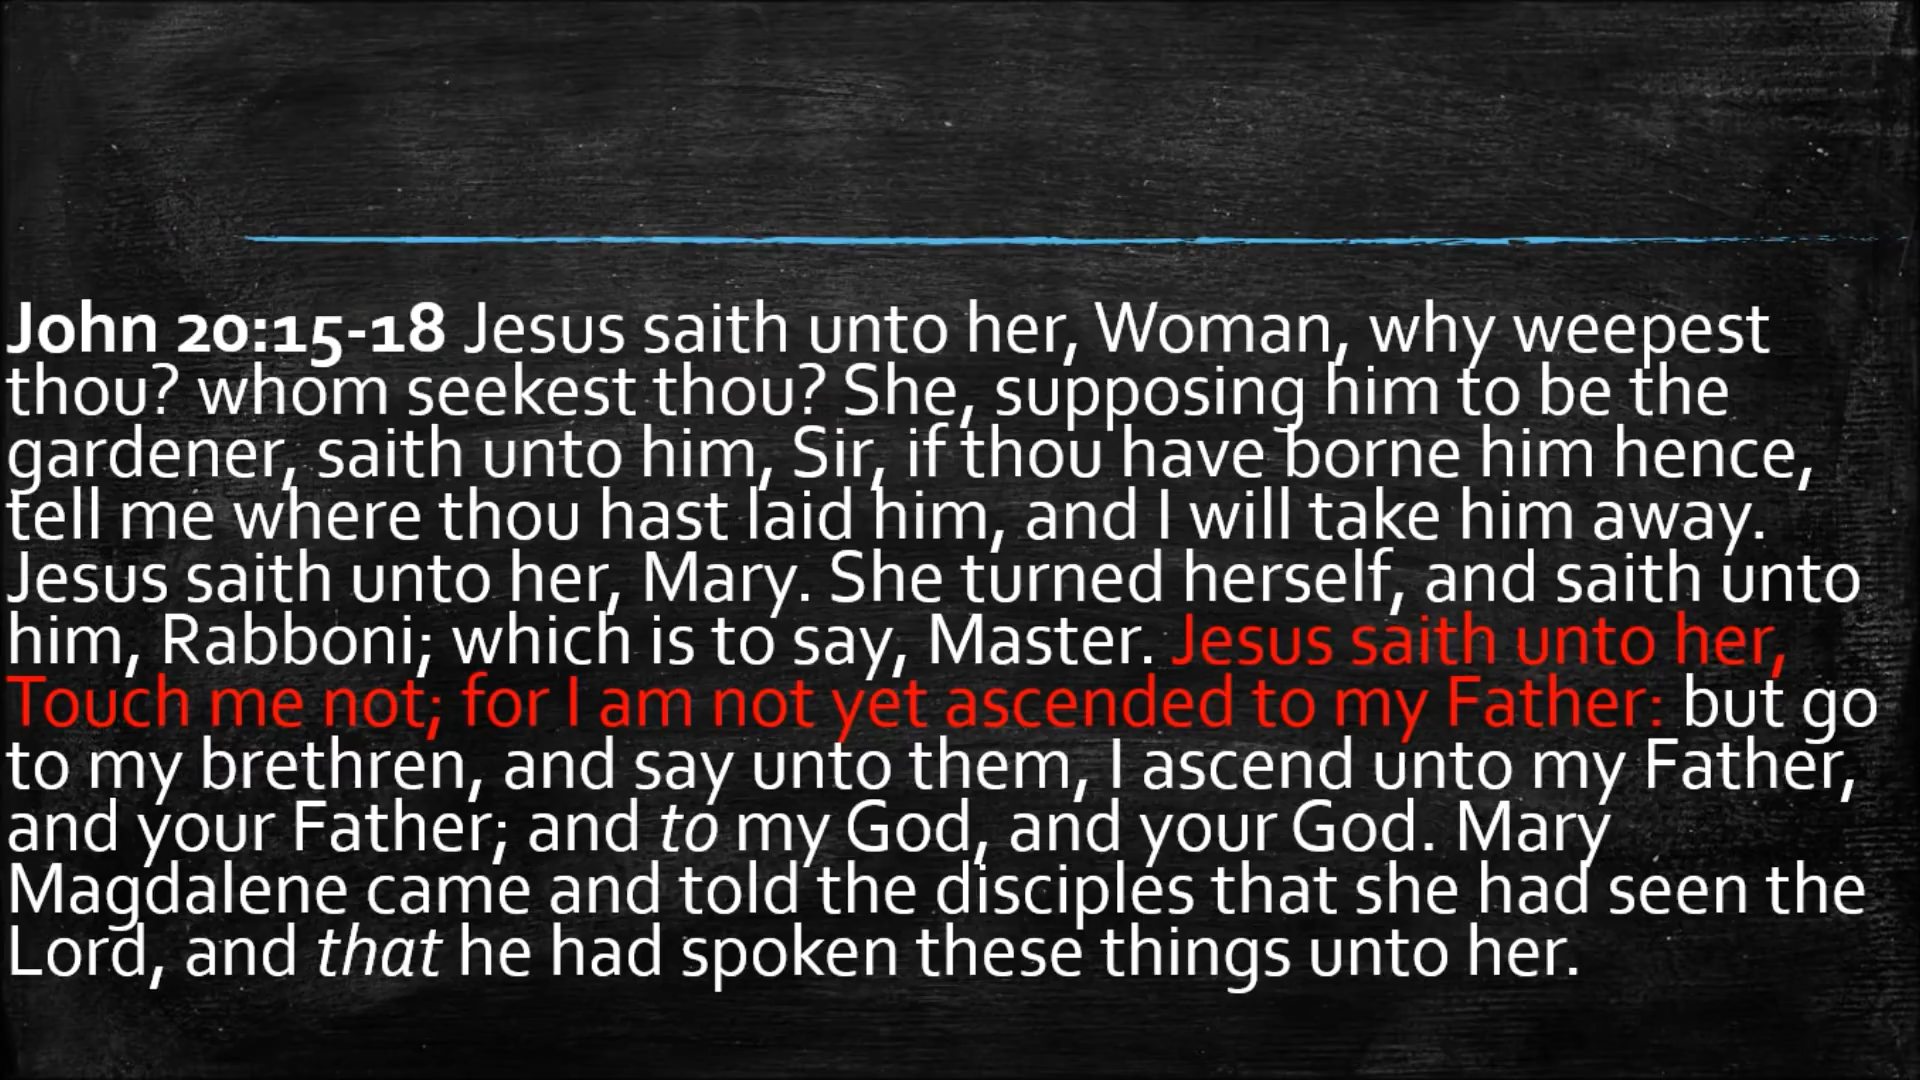 John 20:15-18 Jesus saith unto her, Woman, why weepest
thou? whom seekest thou? She, supposing him to be the
gardener, saith unto him, Sir, if thou have borne him hence,
tell me where thou hast laid him, and I will take him away.
Jesus saith unto her, Mary. She turned herself, and saith unto
him, Rabboni; which is to say, Master. Jesus saith unto her,
Touch me not; for I am not yet ascended to my Father: but go
to my brethren, and say unto them, I ascend unto my Father,
and your Father; and to my God, and your God. Mary
Magdalene came and told the disciples that she had seen the
Lord, and that he had spoken these things unto her.